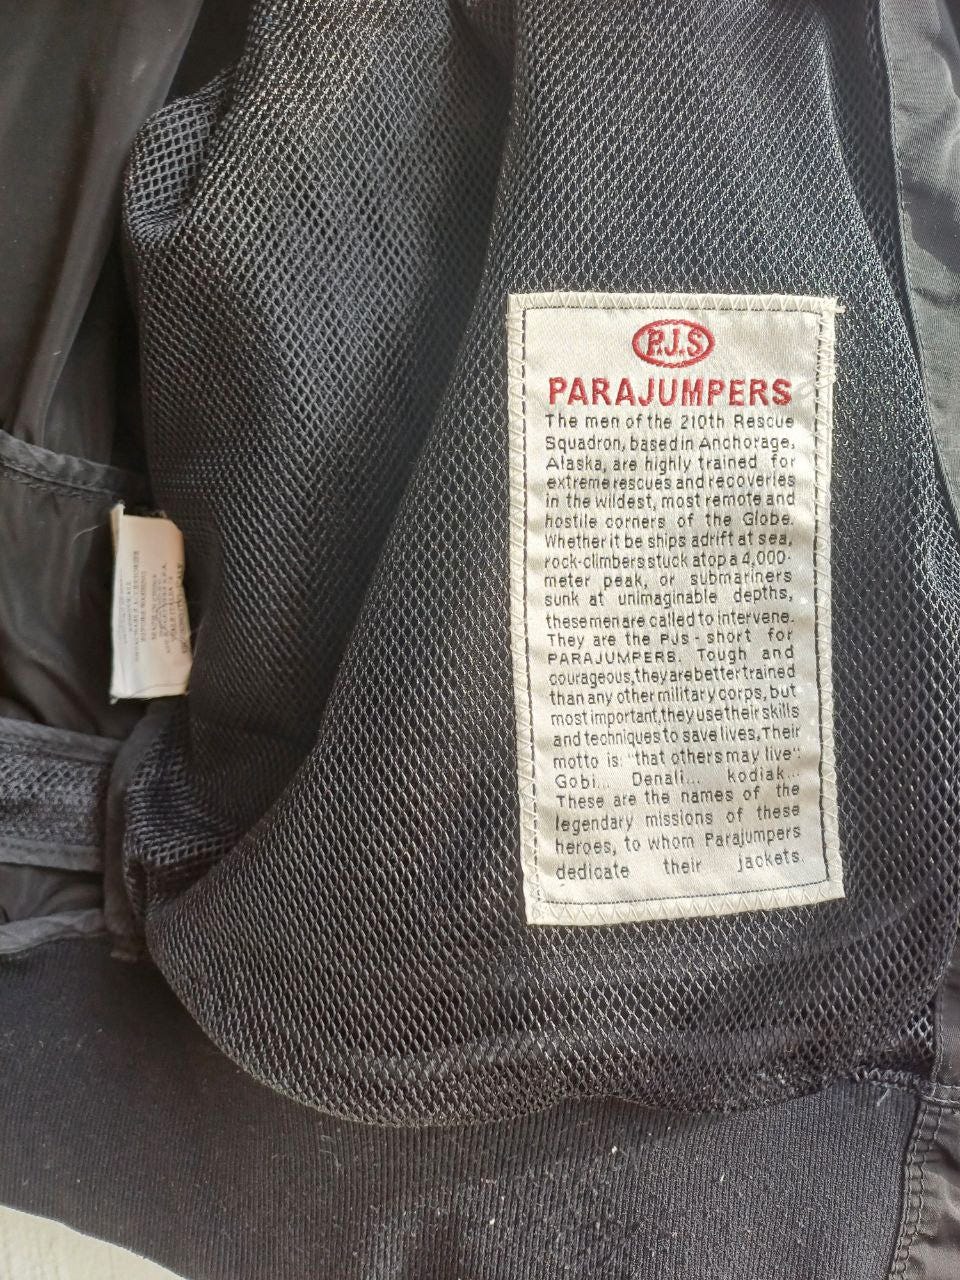 P.J.S
PARAJUMPERS
The men of the 210th Rescue
Squadron, based in Anchorage,
Alaska, are highly trained for
extreme rescues and recoveries
in the wildest, most remote and
hostile corners of the Globe.
Whether it be ships adrift at sea,
rock-climbers stuck atop a 4,000-
meter peak, or submariners
sunk at unimaginable depths,
these men are called to intervene.
They are the PJs - short for
PARAJUMPERS. Tough and
courageous, they are better trained
than any other military corps, but
most important, they use their skills
and techniques to save lives, Their
motto is: "that others may live".
Gobi... Denali... kodiak...
These are the names of the
legendary missions of these
heroes, to whom Parajumpers
dedicate their jackets.